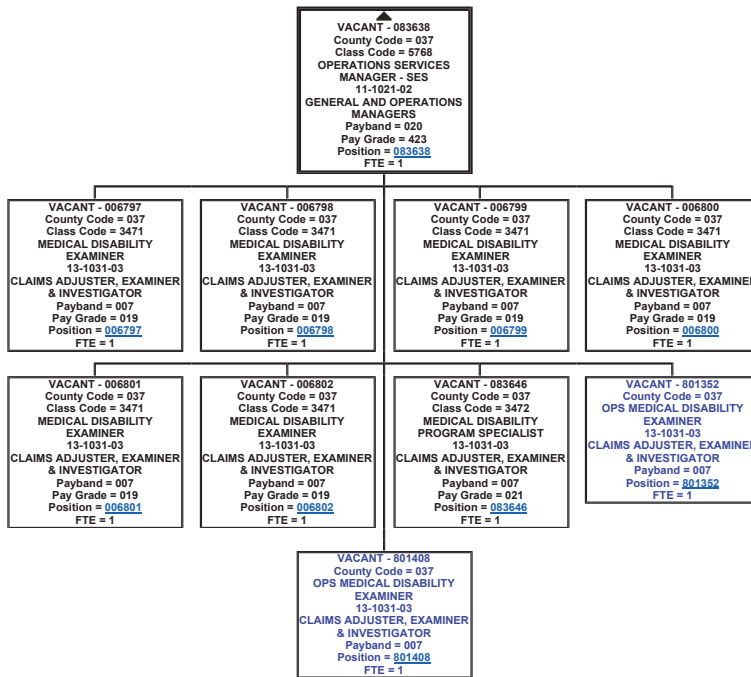 VACANT - 083638
County Code = 037
Class Code = 5768
OPERATIONS SERVICES
MANAGER - SES
11-1021-02
GENERAL AND OPERATIONS
MANAGERS
Payband = 020
Pay Grade = 423
Position = 083638
FTE = 1
VACANT - 006797
County Code = 037
Class Code = 3471
MEDICAL DISABILITY
EXAMINER
13-1031-03
CLAIMS ADJUSTER, EXAMINER
& INVESTIGATOR
Payband = 007
Pay Grade = 019
Position = 006797
FTE = 1
VACANT - 006798
County Code = 037
Class Code = 3471
MEDICAL DISABILITY
EXAMINER
13-1031-03
CLAIMS ADJUSTER, EXAMINER
& INVESTIGATOR
Payband = 007
Pay Grade = 019
Position = 006798
FTE = 1
VACANT - 006799
County Code = 037
Class Code = 3471
MEDICAL DISABILITY
EXAMINER
13-1031-03
CLAIMS ADJUSTER, EXAMINER
& INVESTIGATOR
Payband = 007
Pay Grade = 019
Position = 006799
FTE = 1
VACANT - 006800
County Code = 037
Class Code = 3471
MEDICAL DISABILITY
EXAMINER
13-1031-03
CLAIMS ADJUSTER, EXAMINER
& INVESTIGATOR
Payband = 007
Pay Grade = 019
Position = 006800
FTE = 1
VACANT - 006801
County Code = 037
Class Code = 3471
MEDICAL DISABILITY
EXAMINER
13-1031-03
CLAIMS ADJUSTER, EXAMINER
& INVESTIGATOR
Payband = 007
Pay Grade = 019
Position = 006801
FTE = 1
VACANT - 006802
County Code = 037
Class Code = 3471
MEDICAL DISABILITY
EXAMINER
13-1031-03
CLAIMS ADJUSTER, EXAMINER
& INVESTIGATOR
Payband = 007
Pay Grade = 019
Position = 006802
FTE = 1
VACANT - 083646
County Code = 037
Class Code = 3472
MEDICAL DISABILITY
PROGRAM SPECIALIST
13-1031-03
CLAIMS ADJUSTER, EXAMINER
& INVESTIGATOR
Payband = 007
Pay Grade = 021
Position = 083646
FTE = 1
VACANT - 801352
County Code = 037
OPS MEDICAL DISABILITY
EXAMINER
13-1031-03
CLAIMS ADJUSTER, EXAMINER
& INVESTIGATOR
Payband = 007
Position = 801352
FTE = 1
VACANT - 801408
County Code = 037
OPS MEDICAL DISABILITY
EXAMINER
13-1031-03
CLAIMS ADJUSTER, EXAMINER
& INVESTIGATOR
Payband = 007
Position = 801408
FTE = 1